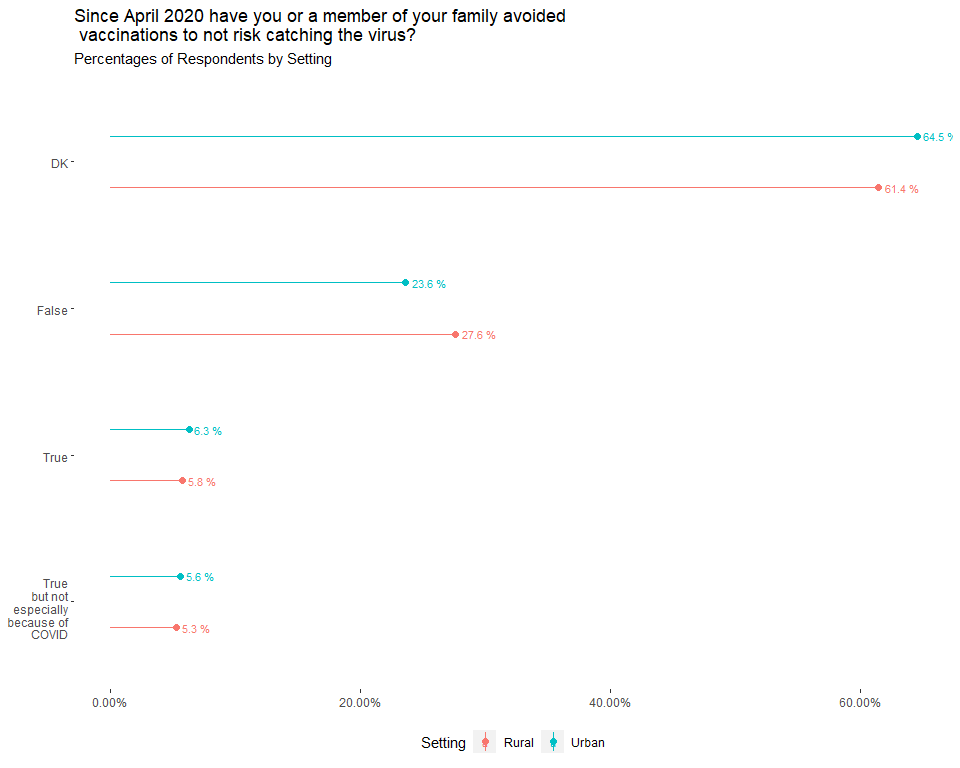 Since April 2020 have you or a member of your family avoided
vaccinations to not risk catching the virus?
Percentages of Respondents by Setting
64.5 %
DK
61.4 %
23.6 %
False
27.6 %
6.3 %
True
5.8 %
5.6 %
True
but not
especially
because of
COVID
5.3 %
0.00% 20.00% 40.00% 60.00%
Setting Rural Urban